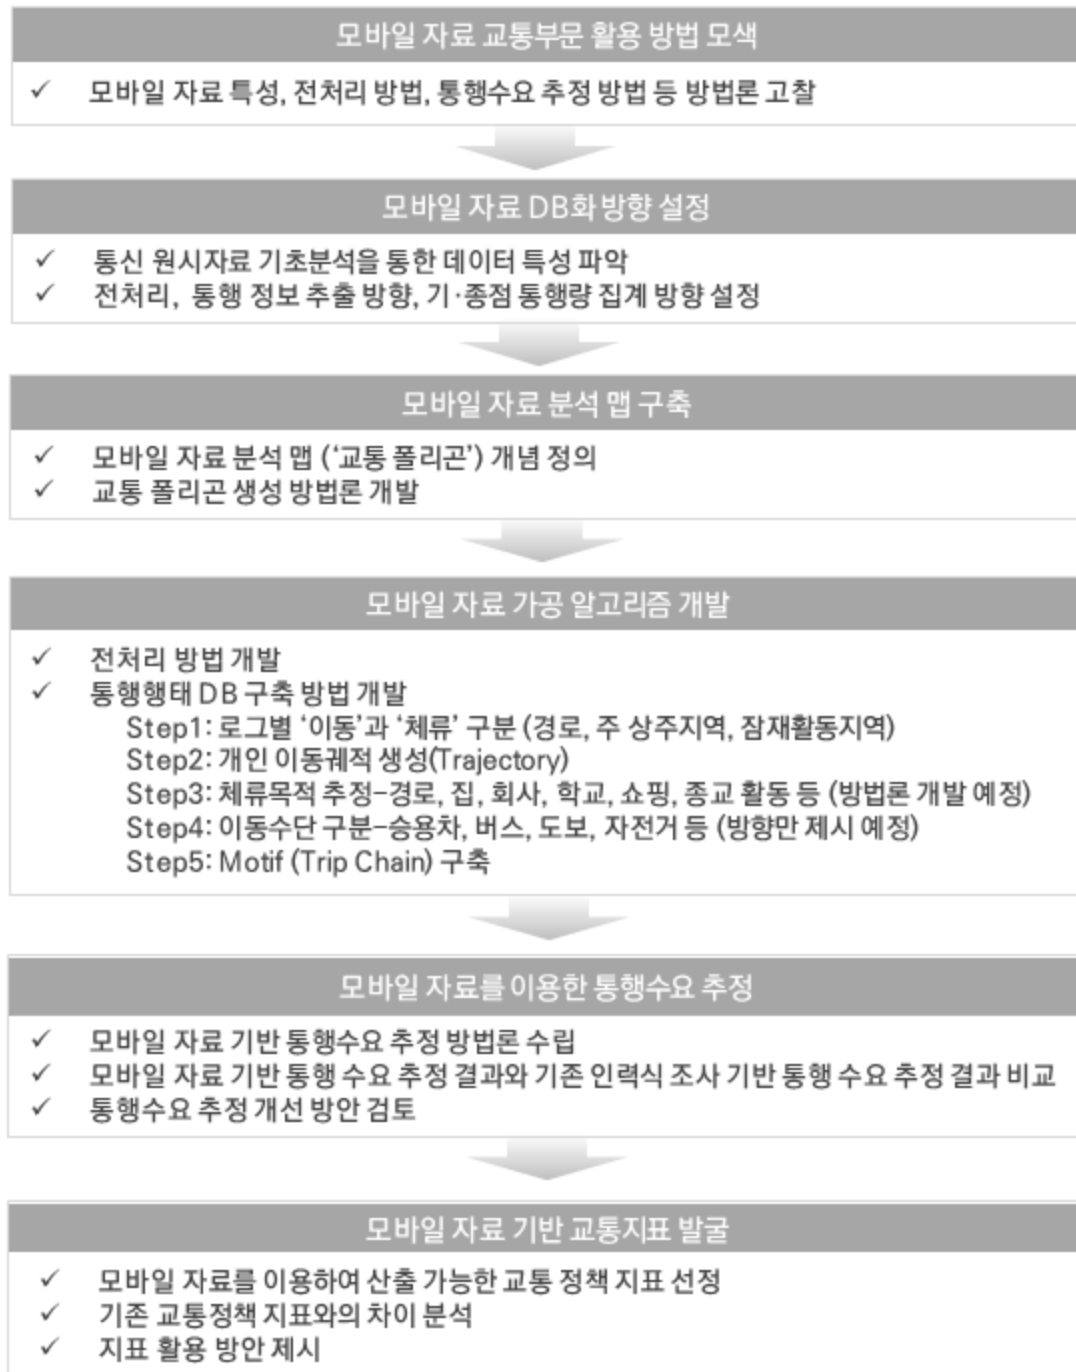 모바일 자료 교통부문 활용 방법 모색
✓ 모바일 자료 특성, 전처리 방법, 통행수요 추정 방법 등 방법론 고찰
모바일 자료 DB화 방향 설정
✓ 통신 원시자료 기초분석을 통한 데이터 특성 파악
✓ 전처리, 통행 정보 추출 방향, 기·종점 통행량 집계 방향 설정
모바일 자료 분석 맵 구축
✓ 모바일 자료 분석 맵 (‘교통 폴리곤’) 개념 정의
✓ 교통 폴리곤 생성 방법론 개발
모바일 자료 가공 알고리즘 개발
✓ 전처리 방법 개발
✓ 통행행태 DB 구축 방법 개발
Step1: 로그별 ‘이동’과 ‘체류’ 구분 (경로, 주 상주지역, 잠재활동지역)
Step2: 개인 이동궤적 생성(Trajectory)
Step3: 체류목적 추정-경로, 집, 회사, 학교, 쇼핑, 종교 활동 등 (방법론 개발 예정)
Step4: 이동수단 구분-승용차, 버스, 도보, 자전거 등 (방향만 제시 예정)
Step5: Motif (Trip Chain) 구축
모바일 자료를 이용한 통행수요 추정
✓ 모바일 자료 기반 통행수요 추정 방법론 수립
✓ 모바일 자료 기반 통행 수요 추정 결과와 기존 인력식 조사 기반 통행 수요 추정 결과 비교
✓ 통행수요 추정 개선 방안 검토
모바일 자료 기반 교통지표 발굴
✓ 모바일 자료를 이용하여 산출 가능한 교통 정책 지표 선정
✓ 기존 교통정책 지표와의 차이 분석
✓ 지표 활용 방안 제시